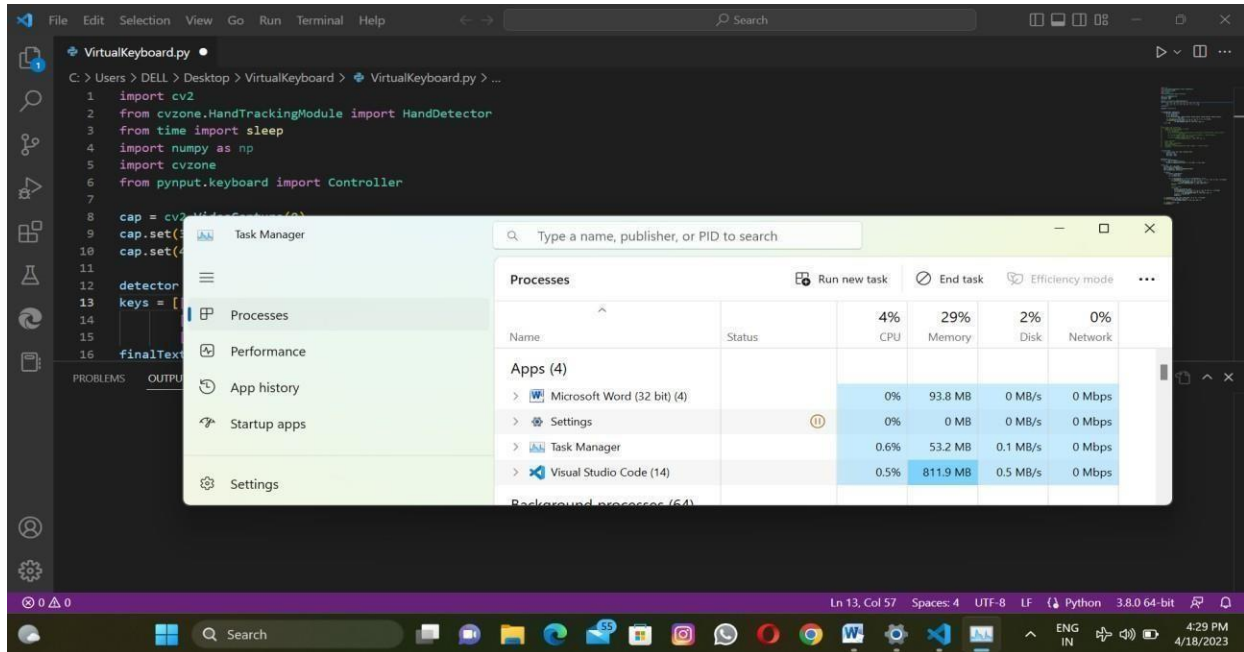 File Edit Selection View Go Run Terminal Help Search
VirtualKeyboard.py
C: > Users > DELL > Desktop > VirtualKeyboard > VirtualKeyboard.py > ...
1 import cv2
2 from cvzone.HandTrackingModule import HandDetector
3 from time import sleep
4 import numpy as np
5 import cvzone
6 from pynput.keyboard import Controller
7
8 cap = cv2.VideoCapture(0)
9 cap.set(
10 cap.set(
11
12 detector
13 keys = [
14
15
16 finalText
PROBLEMS OUTPU
Task Manager
Type a name, publisher, or PID to search
Processes
Performance
App history
Startup apps
Settings
Processes Run new task End task Efficiency mode ...
4% 29% 2% 0%
Name Status CPU Memory Disk Network
Apps (4)
Microsoft Word (32 bit) (4) 0% 93.8 MB 0 MB/s 0 Mbps
Settings 0% 0 MB 0 MB/s 0 Mbps
Task Manager 0.6% 53.2 MB 0.1 MB/s 0 Mbps
Visual Studio Code (14) 0.5% 811.9 MB 0.5 MB/s 0 Mbps
Background processes (64)
0 0 Ln 13, Col 57 Spaces: 4 UTF-8 LF Python 3.8.0 64-bit
Search 55 ENG 4:29 PM
IN 4/18/2023